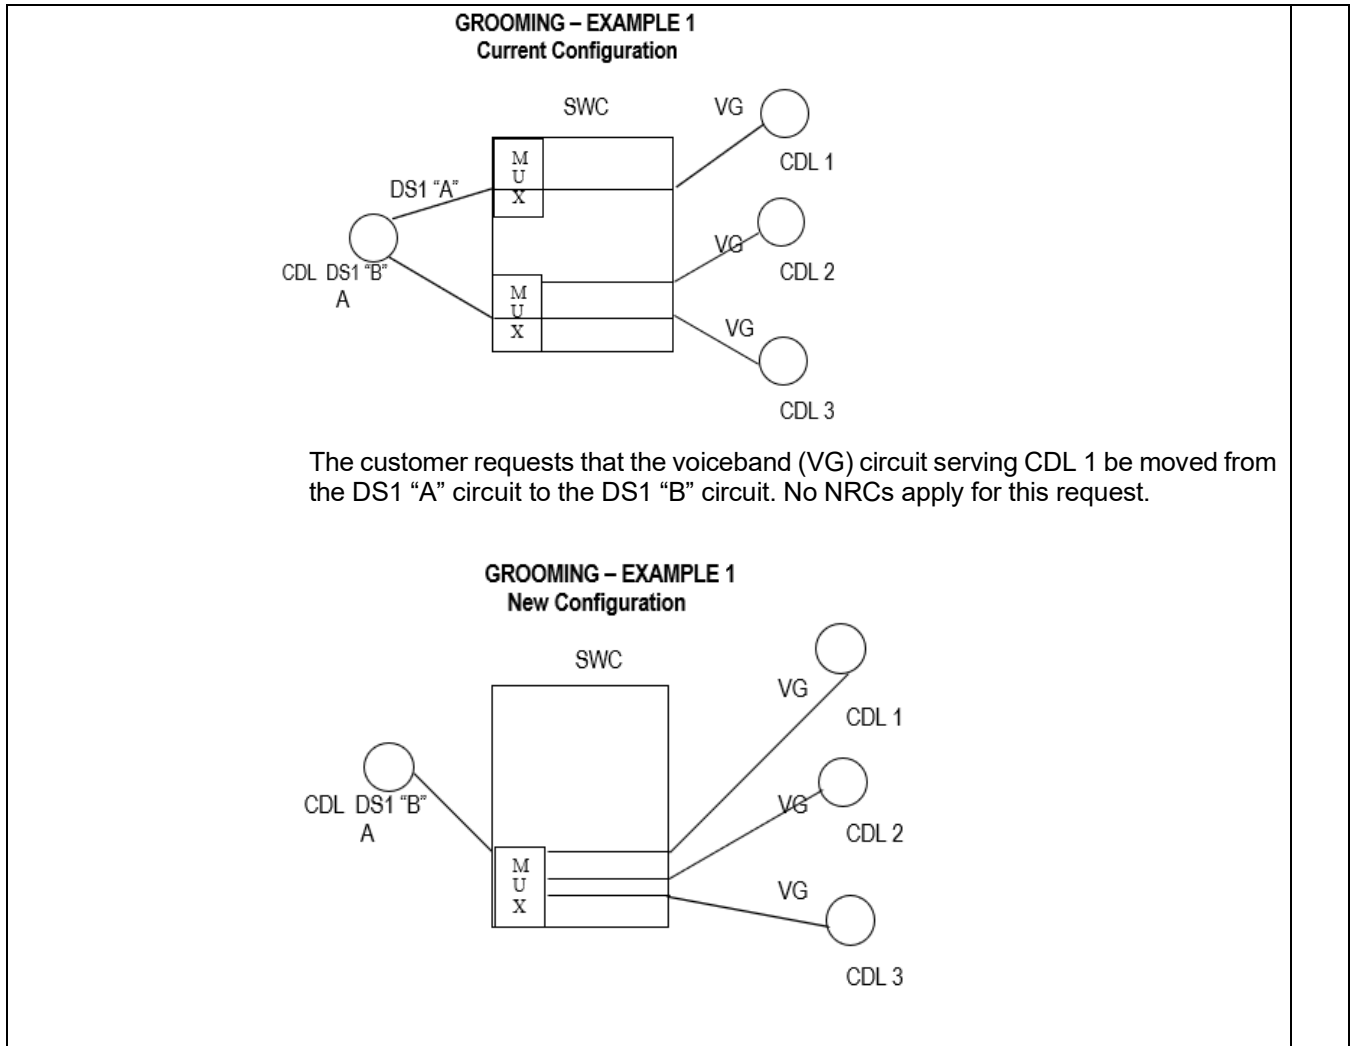 GROOMING – EXAMPLE 1
Current Configuration
SWC
VG
CDL 1
M
U
X
DS1 “A”
VG
CDL 2
CDL DS1 “B”
A
M
U
X
VG
CDL 3
The customer requests that the voiceband (VG) circuit serving CDL 1 be moved from
the DS1 “A” circuit to the DS1 “B” circuit. No NRCs apply for this request.
GROOMING – EXAMPLE 1
New Configuration
SWC
VG
CDL 1
CDL DS1 “B”
A
VG
CDL 2
M
U
X
VG
CDL 3